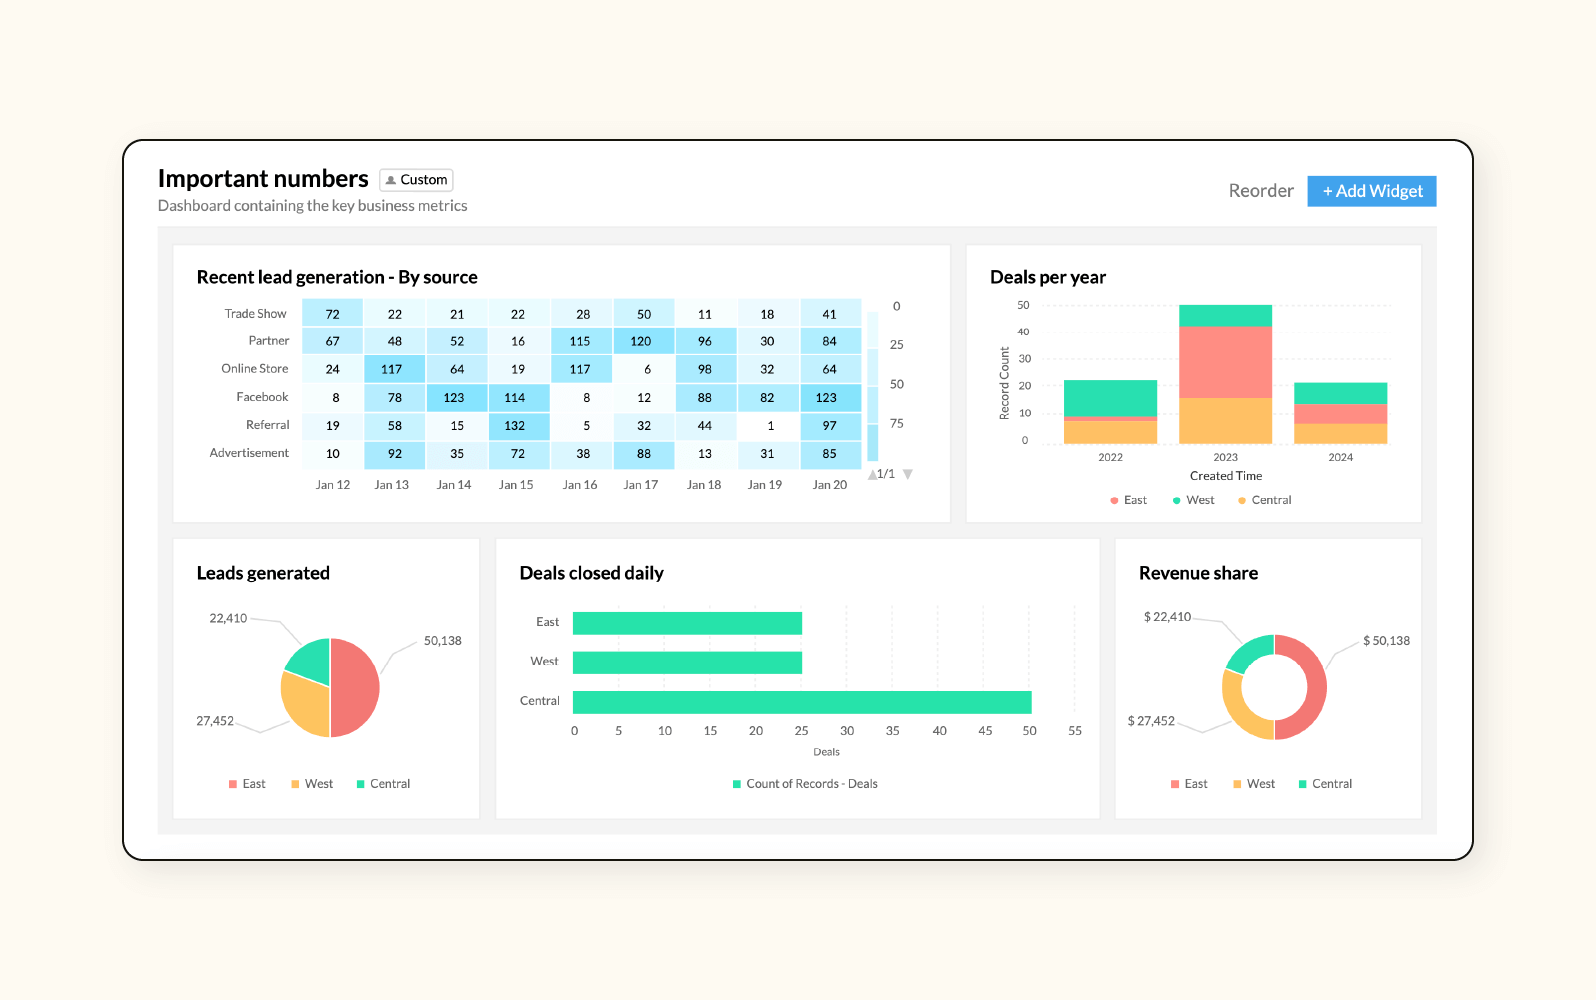 Important numbers
Custom
Dashboard containing the key business metrics
Reorder
+ Add Widget
Recent lead generation - By source
Trade Show 72 22 21 22 28 50 11 18 41
Partner 67 48 52 16 115 120 96 30 84
Online Store 24 117 64 19 117 6 98 32 64
Facebook 8 78 123 114 8 12 88 82 123
Referral 19 58 15 132 5 32 44 1 97
Advertisement 10 92 35 72 38 88 13 31 85
Jan 12 Jan 13 Jan 14 Jan 15 Jan 16 Jan 17 Jan 18 Jan 19 Jan 20
0
25
50
75
1/1
Deals per year
Record Count
50
40
30
20
10
0
2022 2023 2024
Created Time
East West Central
Leads generated
22,410
50,138
27,452
East West Central
Deals closed daily
East
West
Central
0 5 10 15 20 25 30 35 40 45 50 55
Deals
Count of Records - Deals
Revenue share
$ 22,410
$ 50,138
$ 27,452
East West Central